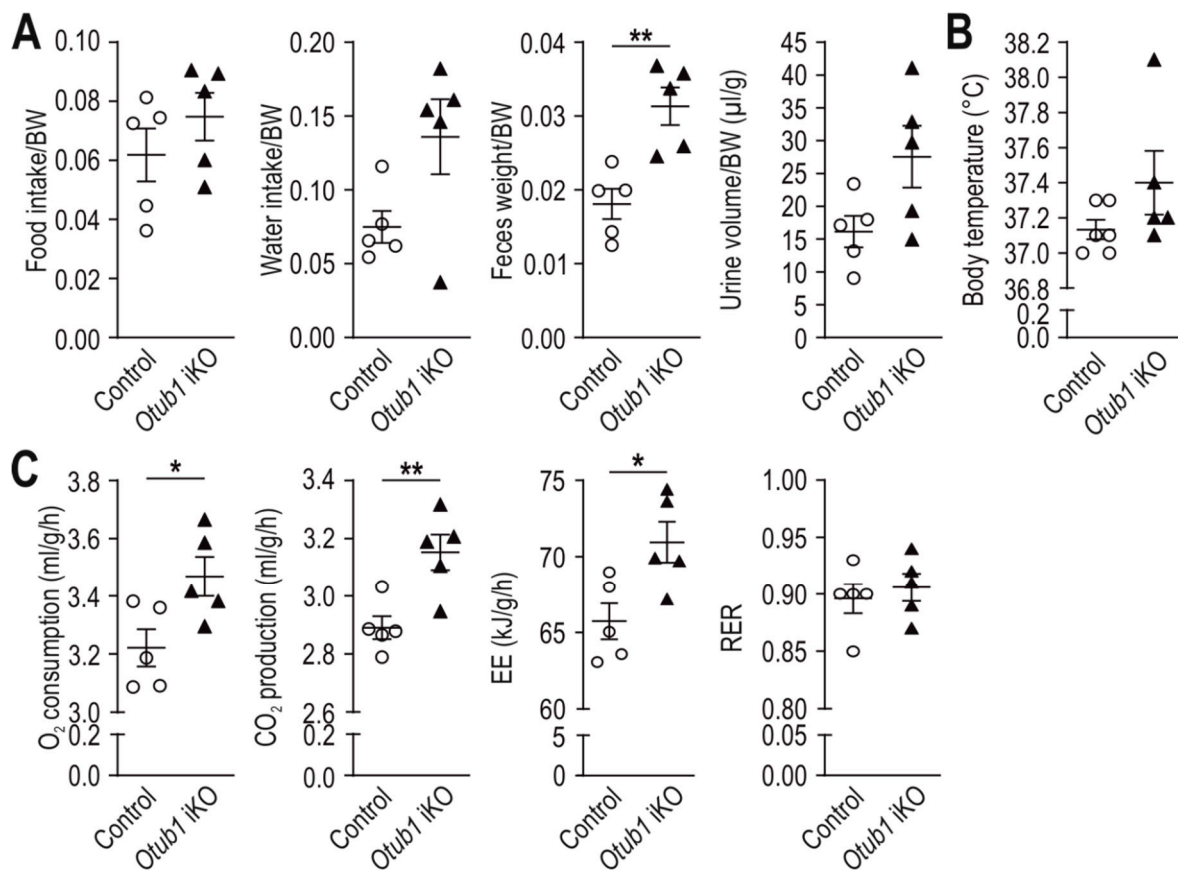 A
Food intake/BW
0.10
0.08
0.06
0.04
0.02
0.00
Control
Otub1 iKO
Water intake/BW
0.20
0.15
0.10
0.05
0.00
Control
Otub1 iKO
Feces weight/BW
**
0.04
0.03
0.02
0.01
0.00
Control
Otub1 iKO
Urine volume/BW (µl/g)
45
40
35
30
25
20
15
10
5
0
Control
Otub1 iKO
B
Body temperature (°C)
38.2
38.0
37.8
37.6
37.4
37.2
37.0
36.8
0.2
0.0
Control
Otub1 iKO
C
O2 consumption (ml/g/h)
*
3.8
3.6
3.4
3.2
3.0
0.2
0.0
Control
Otub1 iKO
CO2 production (ml/g/h)
**
3.4
3.2
3.0
2.8
2.6
0.2
0.0
Control
Otub1 iKO
EE (kJ/g/h)
*
75
70
65
60
5
0
Control
Otub1 iKO
RER
1.00
0.95
0.90
0.85
0.80
0.05
0.00
Control
Otub1 iKO